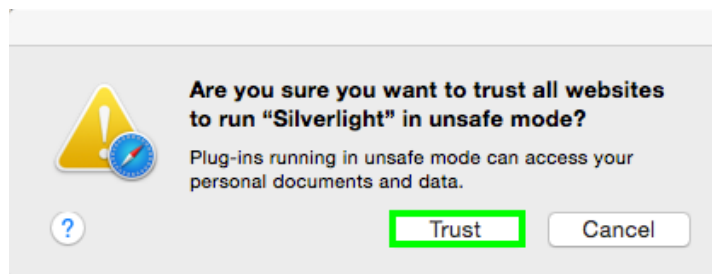 Are you sure you want to trust all websites
to run “Silverlight” in unsafe mode?
Plug-ins running in unsafe mode can access your
personal documents and data.
?
Trust
Cancel